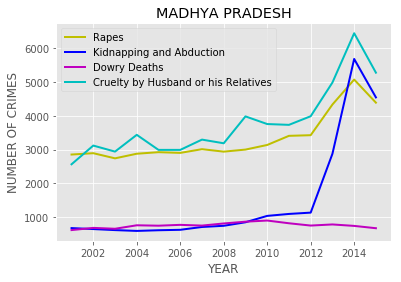 MADHYA PRADESH
Rapes
Kidnapping and Abduction
Dowry Deaths
Cruelty by Husband or his Relatives
NUMBER OF CRIMES
6000
5000
4000
3000
2000
1000
2002 2004 2006 2008 2010 2012 2014
YEAR